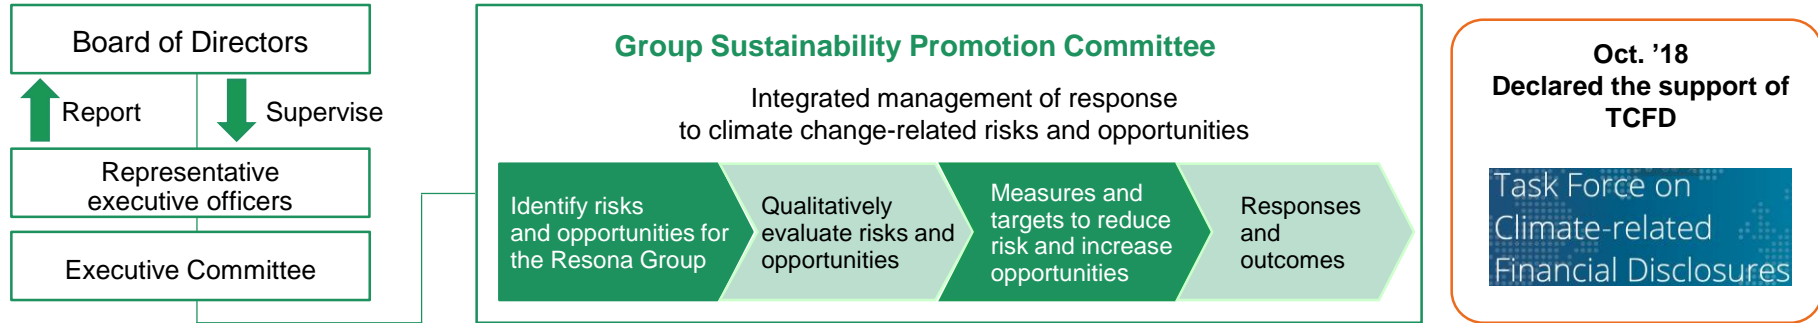 Board of Directors
Report
Supervise
Representative
executive officers
Executive Committee
Group Sustainability Promotion Committee
Integrated management of response
to climate change-related risks and opportunities
Identify risks
and opportunities for
the Resona Group
Qualitatively
evaluate risks and
opportunities
Measures and
targets to reduce
risk and increase
opportunities
Responses
and
outcomes
Oct. ’18
Declared the support of
TCFD
Task Force on
Climate-related
Financial Disclosures